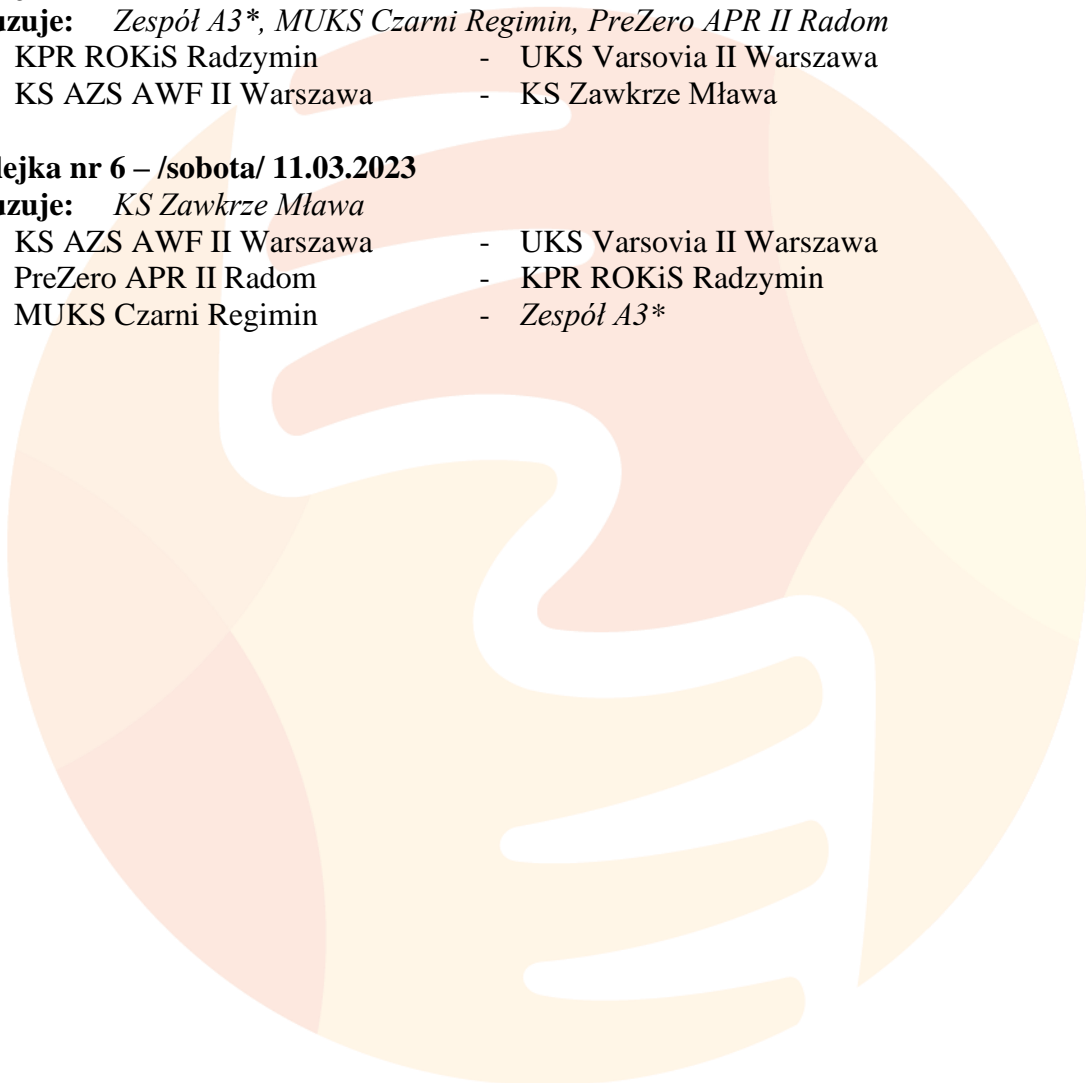 uzuje: Zespół A3*, MUKS Czarni Regimin, PreZero APR II Radom
KPR ROKiS Radzymin - UKS Varsovia II Warszawa
KS AZS AWF II Warszawa - KS Zawkrze Mława
lejka nr 6 – /sobota/ 11.03.2023
uzuje: KS Zawkrze Mława
KS AZS AWF II Warszawa - UKS Varsovia II Warszawa
PreZero APR II Radom - KPR ROKiS Radzymin
MUKS Czarni Regimin - Zespół A3*